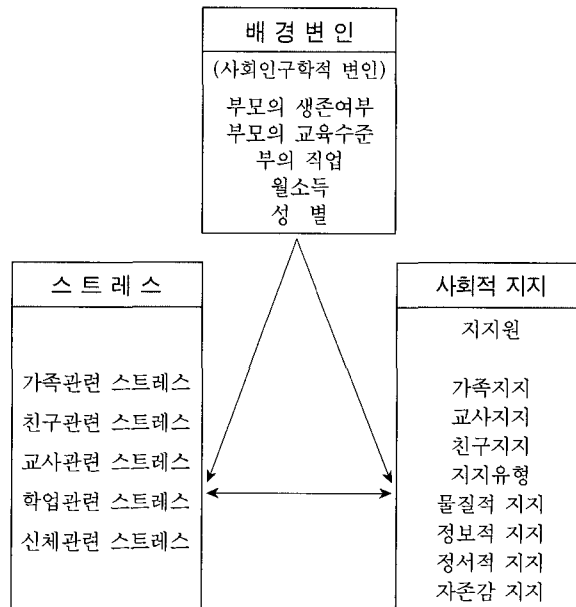 배 경 변 인
(사회인구학적 변인)
부모의 생존여부
부모의 교육수준
부의 직업
월소득
성 별
스 트 레 스
가족관련 스트레스
친구관련 스트레스
교사관련 스트레스
학업관련 스트레스
신체관련 스트레스
사회적 지지
지지원
가족지지
교사지지
친구지지
지지유형
물질적 지지
정보적 지지
정서적 지지
자존감 지지